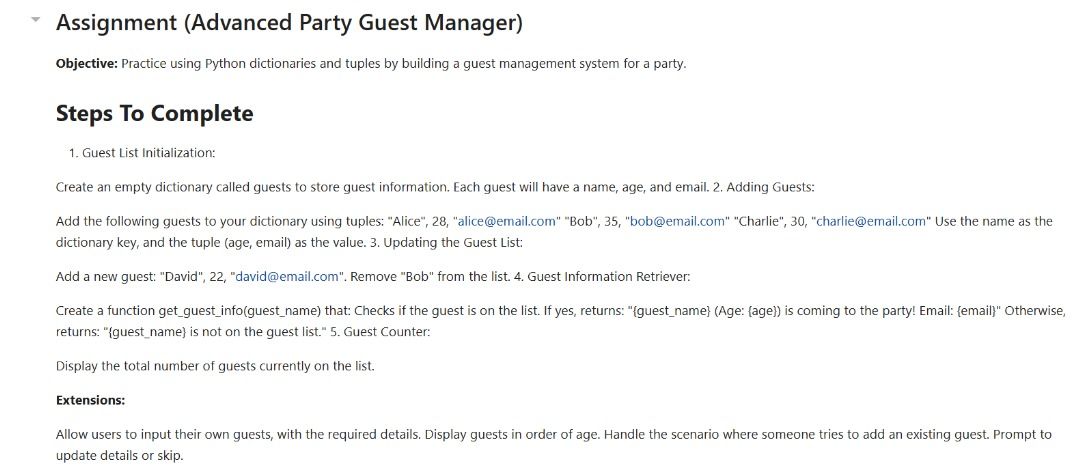 Assignment (Advanced Party Guest Manager)
Objective: Practice using Python dictionaries and tuples by building a guest management system for a party.
Steps To Complete
1. Guest List Initialization:
Create an empty dictionary called guests to store guest information. Each guest will have a name, age, and email. 2. Adding Guests:
Add the following guests to your dictionary using tuples: "Alice", 28, "alice@email.com" "Bob", 35, "bob@email.com" "Charlie", 30, "charlie@email.com" Use the name as the
dictionary key, and the tuple (age, email) as the value. 3. Updating the Guest List:
Add a new guest: "David", 22, "david@email.com". Remove "Bob" from the list. 4. Guest Information Retriever:
Create a function get_guest_info(guest_name) that: Checks if the guest is on the list. If yes, returns: "{guest_name} (Age: {age}) is coming to the party! Email: {email}" Otherwise,
returns: "{guest_name} is not on the guest list." 5. Guest Counter:
Display the total number of guests currently on the list.
Extensions:
Allow users to input their own guests, with the required details. Display guests in order of age. Handle the scenario where someone tries to add an existing guest. Prompt to
update details or skip.